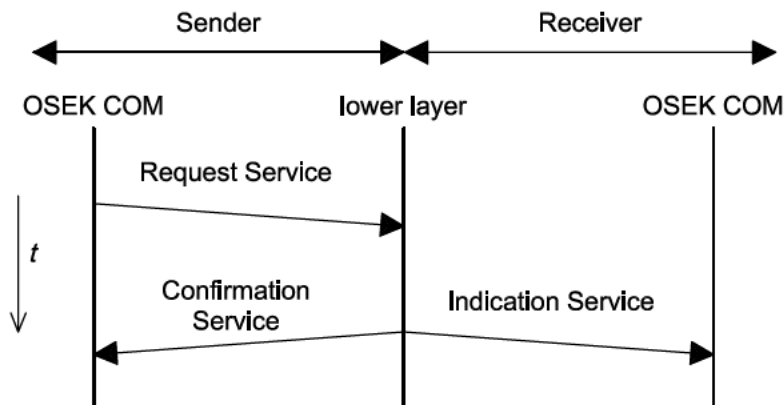 Sender
Receiver
OSEK COM
lower layer
OSEK COM
Request Service
t
Confirmation
Service
Indication Service